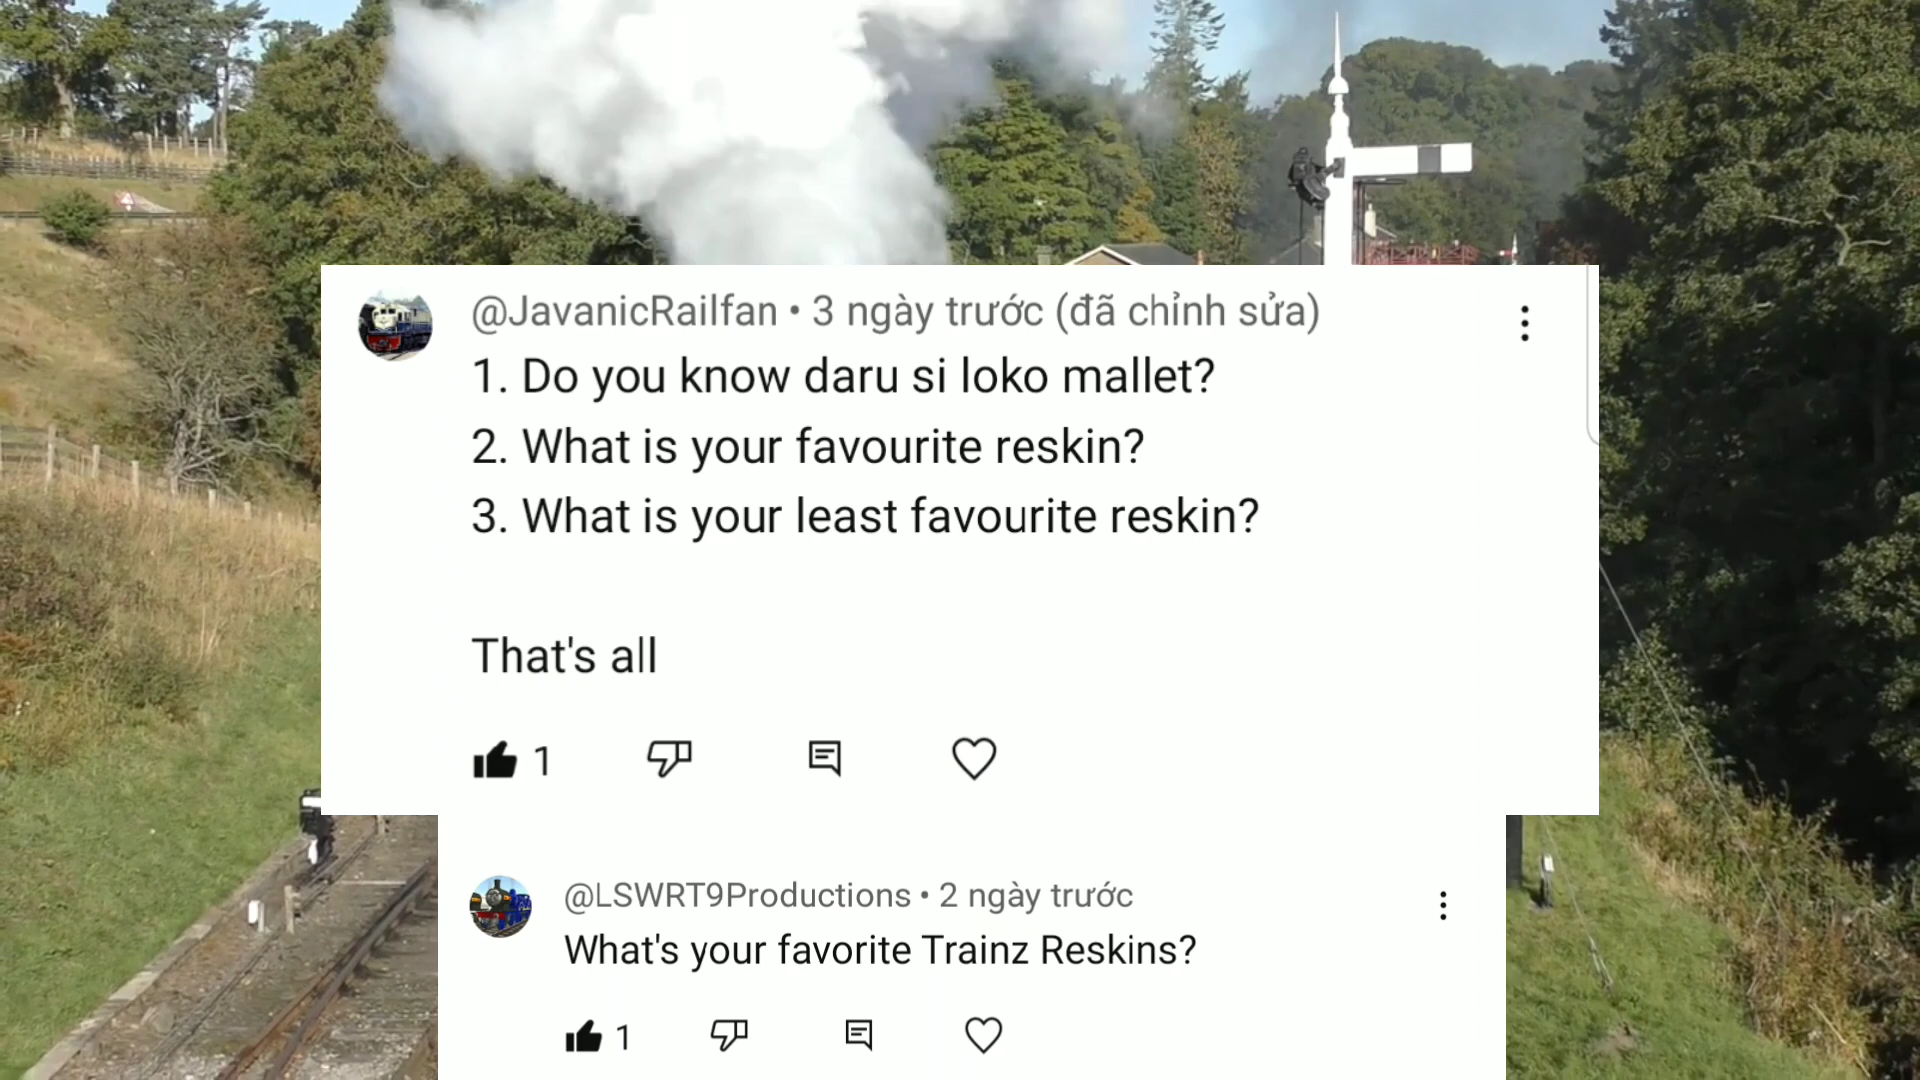 @JavanicRailfan • 3 ngày trước (đã chỉnh sửa)
1. Do you know daru si loko mallet?
2. What is your favourite reskin?
3. What is your least favourite reskin?
That's all
1
@LSWRT9Productions • 2 ngày trước
What's your favorite Trainz Reskins?
1